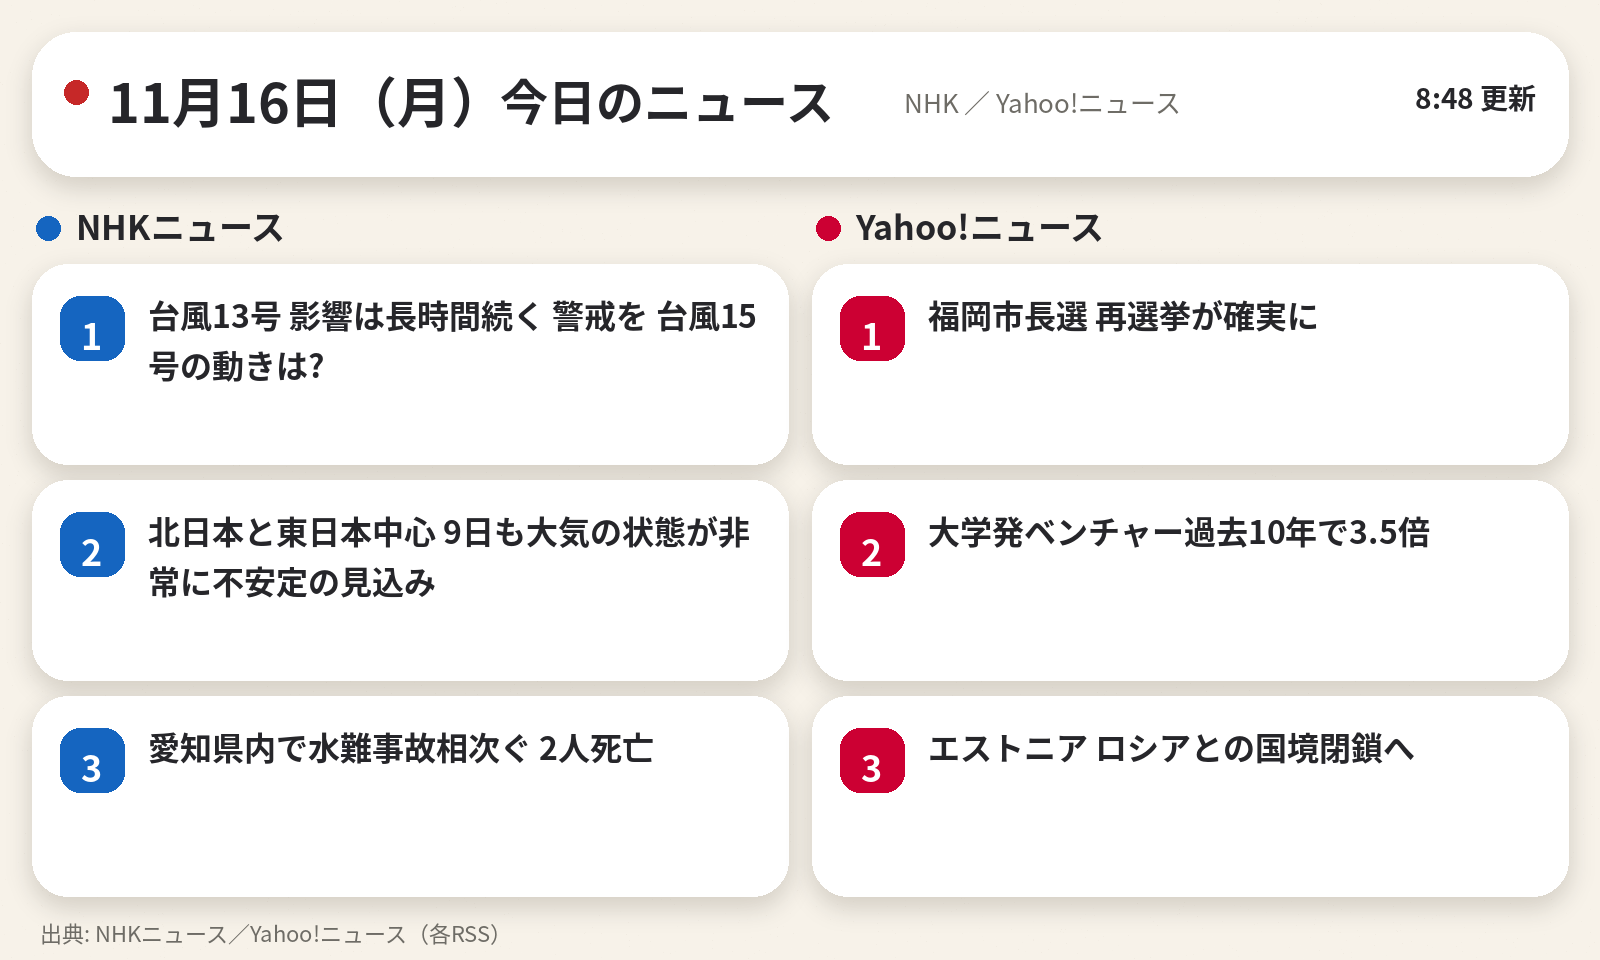 11月16日（月）今日のニュース
NHK ／ Yahoo!ニュース
8:48 更新
NHKニュース
1
台風13号 影響は長時間続く 警戒を 台風15
号の動きは?
2
北日本と東日本中心 9日も大気の状態が非
常に不安定の見込み
3
愛知県内で水難事故相次ぐ 2人死亡
Yahoo!ニュース
1
福岡市長選 再選挙が確実に
2
大学発ベンチャー過去10年で3.5倍
3
エストニア ロシアとの国境閉鎖へ
出典: NHKニュース／Yahoo!ニュース（各RSS）